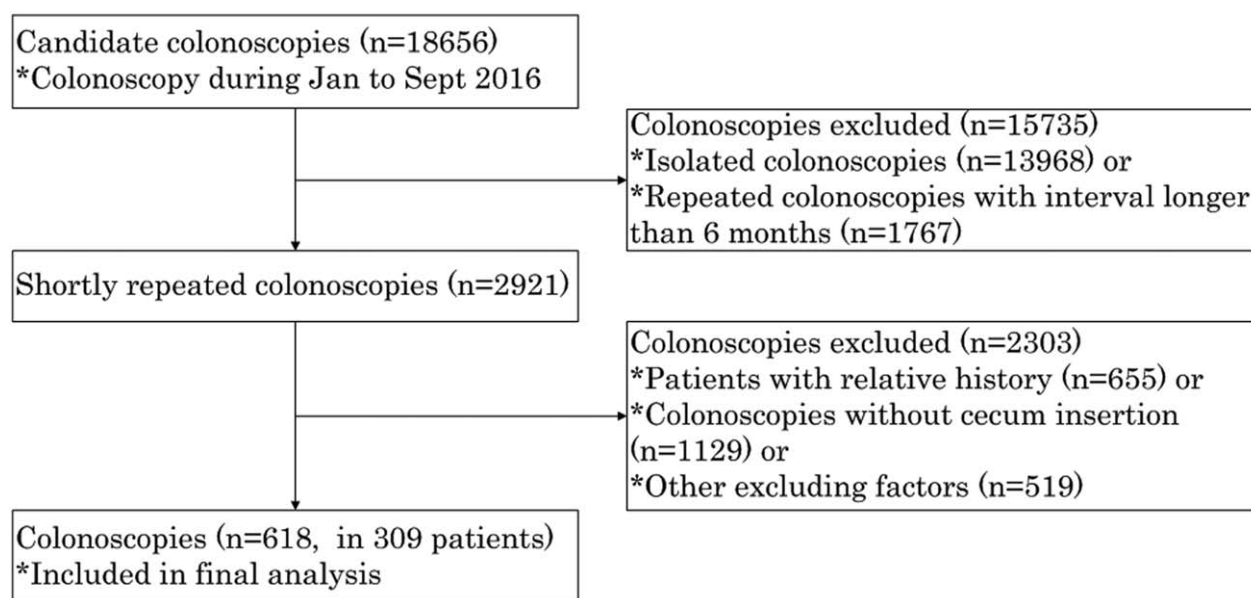 Candidate colonoscopies (n=18656)
*Colonoscopy during Jan to Sept 2016
Colonoscopies excluded (n=15735)
*Isolated colonoscopies (n=13968) or
*Repeated colonoscopies with interval longer
than 6 months (n=1767)
Shortly repeated colonoscopies (n=2921)
Colonoscopies excluded (n=2303)
*Patients with relative history (n=655) or
*Colonoscopies without cecum insertion
(n=1129) or
*Other excluding factors (n=519)
Colonoscopies (n=618, in 309 patients)
*Included in final analysis